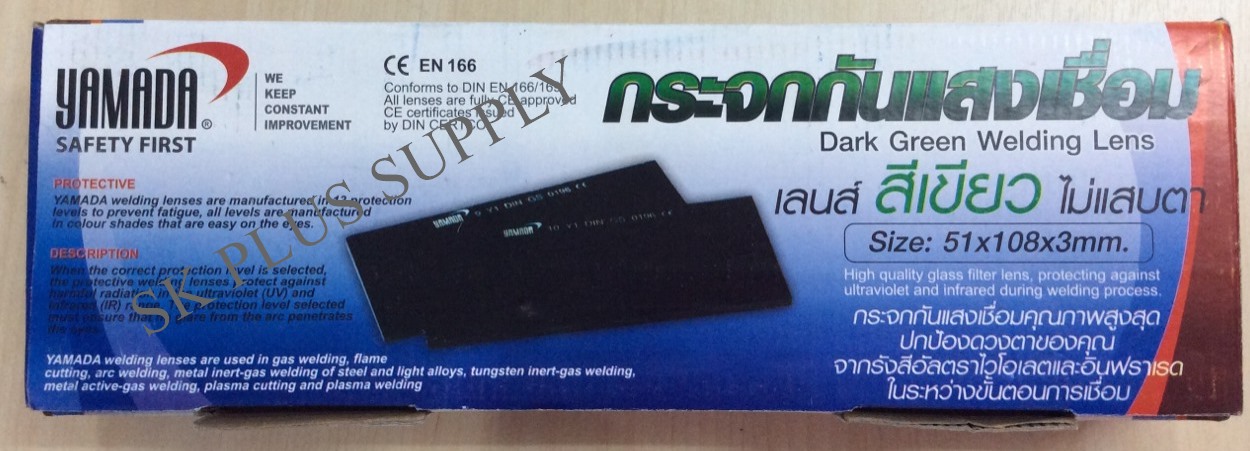 YAMADA®
SAFETY FIRST
WE
KEEP
CONSTANT
IMPROVEMENT
CE EN 166
Conforms to DIN EN 166/169
All lenses are fully CE approved
CE certificates issued
by DIN CERTCO
กระจกกันแสงเชื่อม
Dark Green Welding Lens
เลนส์ สีเขียว ไม่แสบตา
Size: 51x108x3mm.
High quality glass filter lens, protecting against
ultraviolet and infrared during welding process.
กระจกกันแสงเชื่อมคุณภาพสูงสุด
ปกป้องดวงตาของคุณ
จากรังสีอัลตราไวโอเลตและอินฟราเรด
ในระหว่างขั้นตอนการเชื่อม
PROTECTIVE
YAMADA welding lenses are manufactured in 12 protection
levels to prevent fatigue, all levels are manufactured
in colour shades that are easy on the eyes.
DESCRIPTION
When the correct protection level is selected,
the protective welding lenses protect against
harmful radiation in the ultraviolet (UV) and
infrared (IR) range. The protection level selected
must ensure that no glare from the arc penetrates
the eyes.
YAMADA welding lenses are used in gas welding, flame
cutting, arc welding, metal inert-gas welding of steel and light alloys, tungsten inert-gas welding,
metal active-gas welding, plasma cutting and plasma welding
YAMADA 9 Y1 DIN GS 0196 CE
YAMADA 10 Y1 DIN GS 0196 CE
SK PLUS SUPPLY